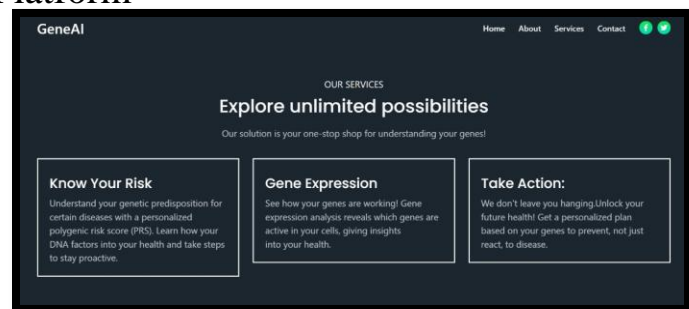 Platform
GeneAI
Home About Services Contact
OUR SERVICES
Explore unlimited possibilities
Our solution is your one-stop shop for understanding your genes!
Know Your Risk
Understand your genetic predisposition for
certain diseases with a personalized
polygenic risk score (PRS). Learn how your
DNA factors into your health and take steps
to stay proactive.
Gene Expression
See how your genes are working! Gene
expression analysis reveals which genes are
active in your cells, giving insights
into your health.
Take Action:
We don't leave you hanging.Unlock your
future health! Get a personalized plan
based on your genes to prevent, not just
react, to disease.